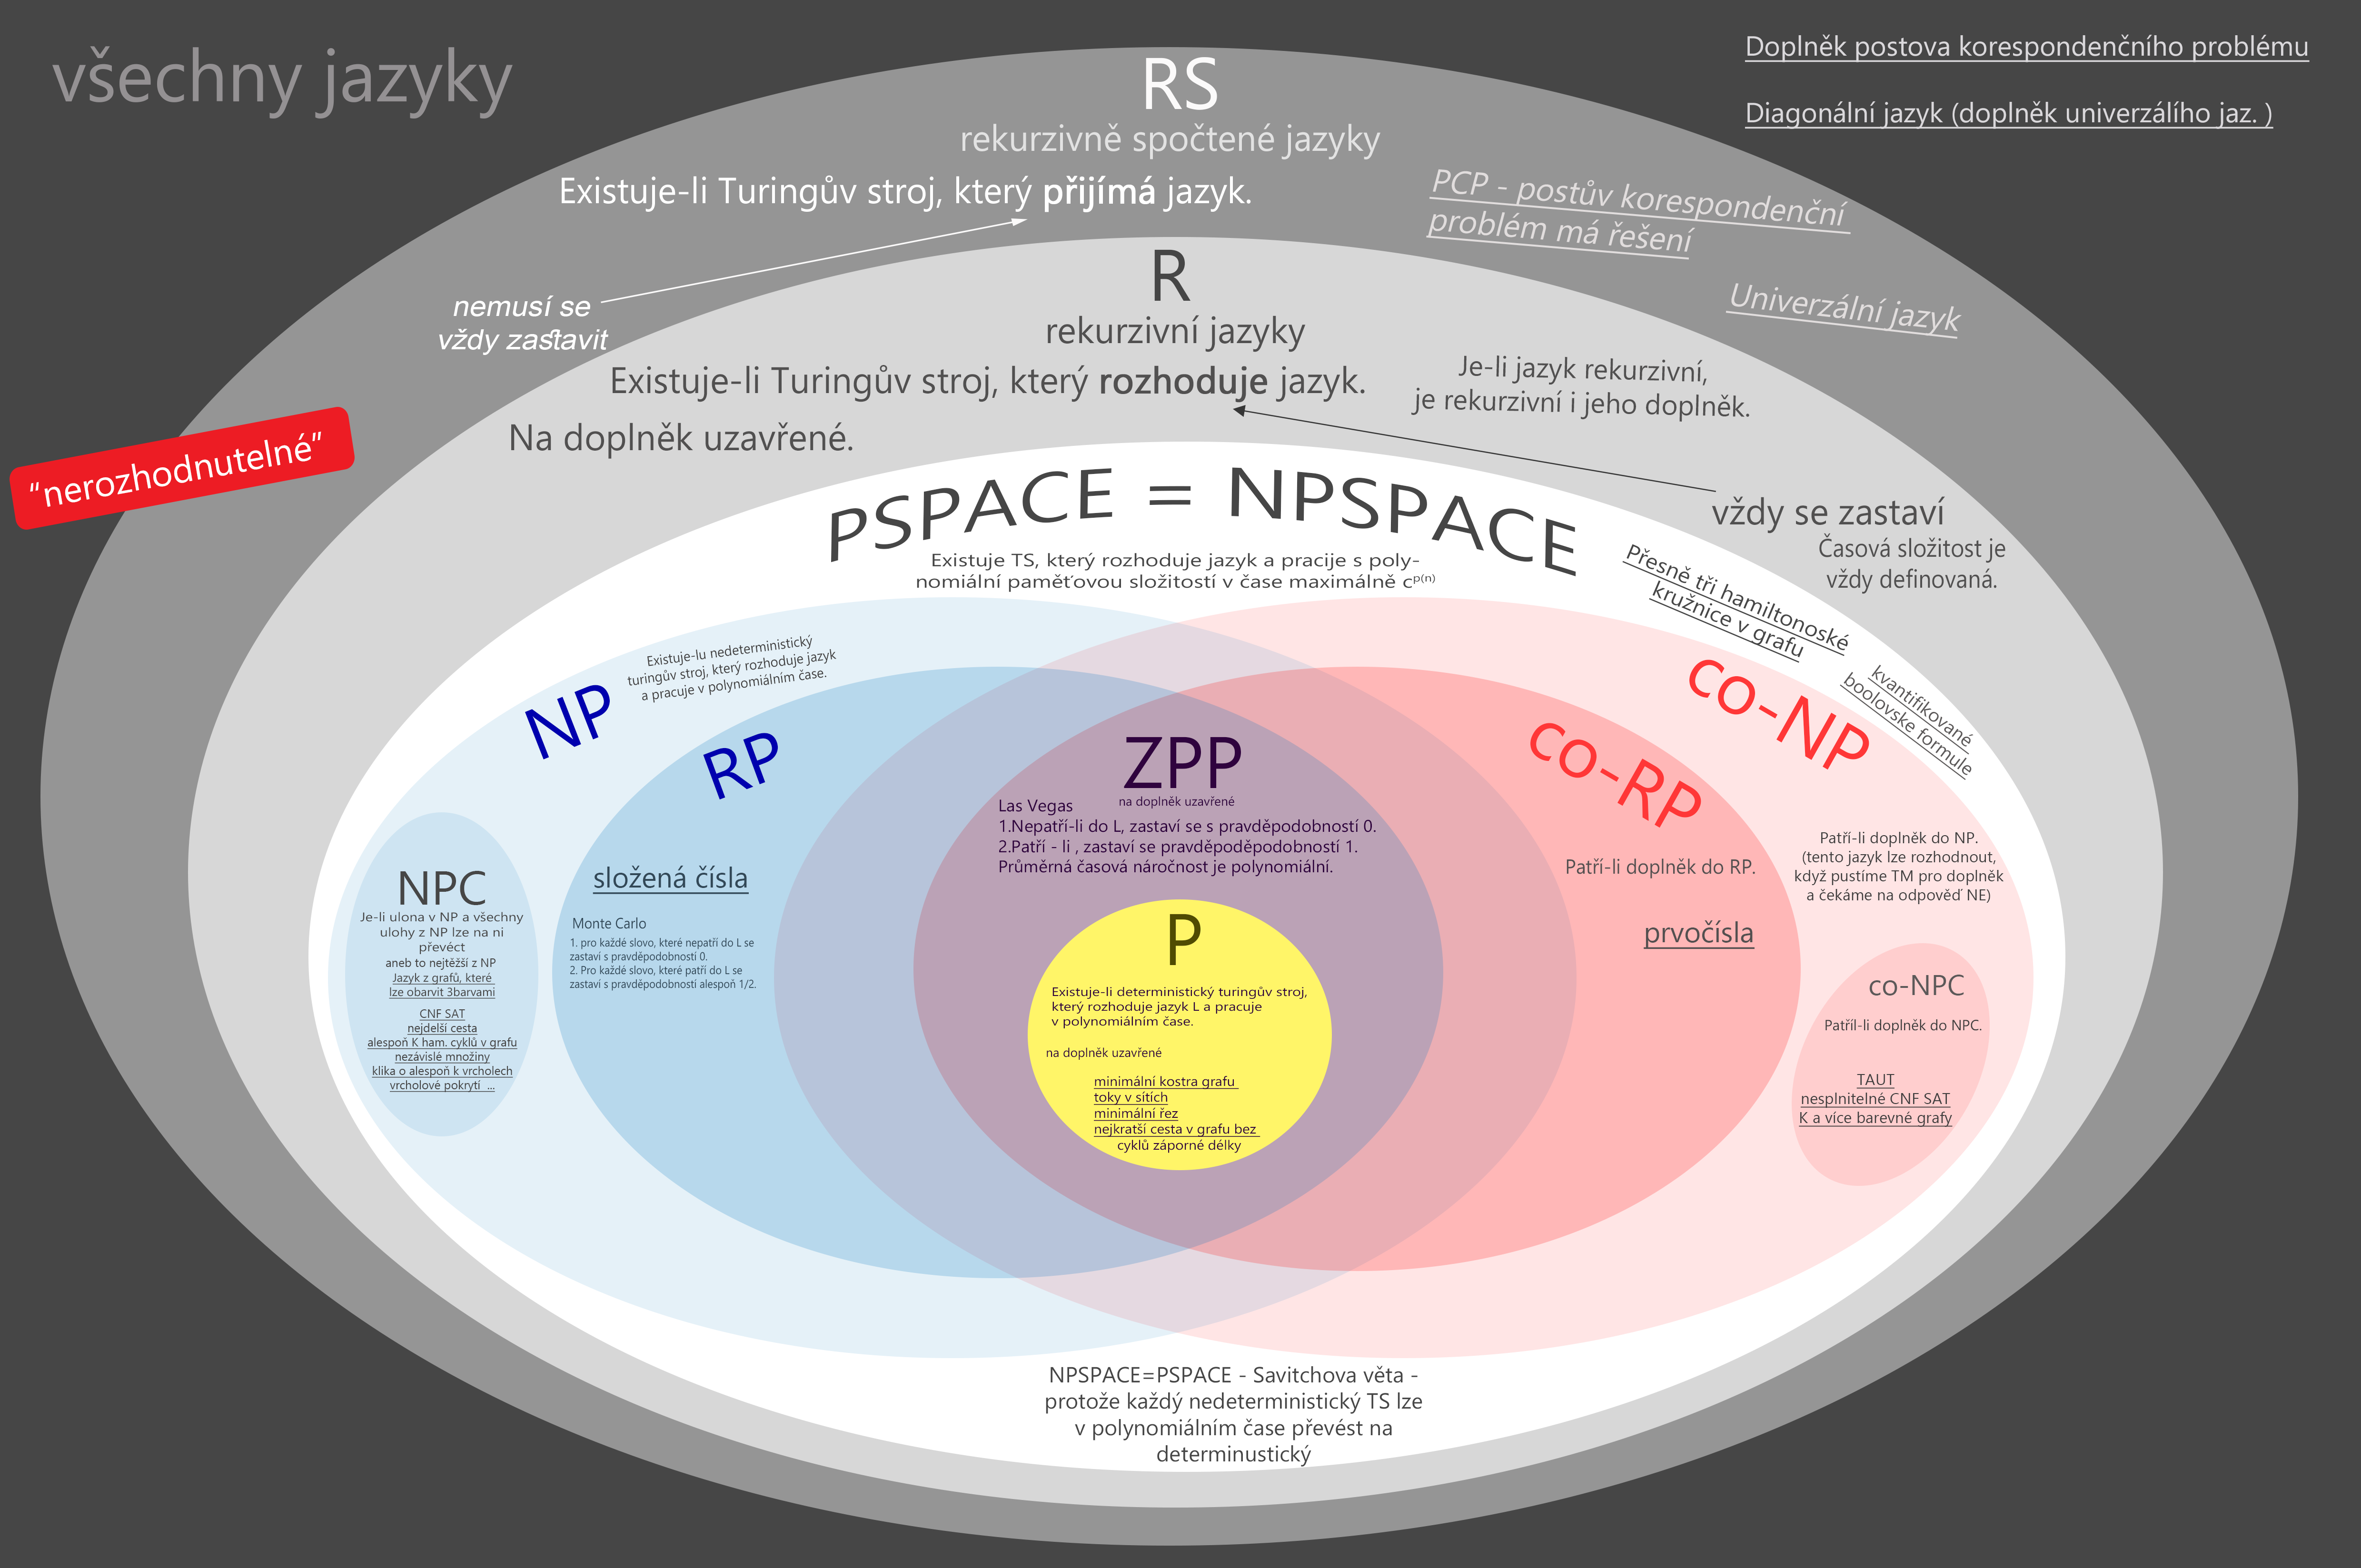 všechny jazyky
Doplněk postova korespondenčního problému
Diagonální jazyk (doplněk univerzálího jaz. )
RS
rekurzivně spočtené jazyky
Existuje-li Turingův stroj, který přijímá jazyk.
PCP - postův korespondenční
problém má řešení
Univerzální jazyk
nemusí se
vždy zastavit
R
rekurzivní jazyky
Existuje-li Turingův stroj, který rozhoduje jazyk.
Je-li jazyk rekurzivní,
je rekurzivní i jeho doplněk.
Na doplněk uzavřené.
“nerozhodnutelné”
vždy se zastaví
Časová složitost je
vždy definovaná.
PSPACE = NPSPACE
Existuje TS, který rozhoduje jazyk a pracije s poly-
nomiální paměťovou složitostí v čase maximálně c^p(n)
Přesně tři hamiltonoské
kružnice v grafu
kvantifikované
boolovske formule
NP
Existuje-lu nedeterministický
turingův stroj, který rozhoduje jazyk
a pracuje v polynomiálním čase.
RP
složená čísla
Monte Carlo
1. pro každé slovo, které nepatří do L se
zastaví s pravděpodobností 0.
2. Pro každé slovo, které patří do L se
zastaví s pravděpodobností alespoň 1/2.
NPC
Je-li ulona v NP a všechny
ulohy z NP lze na ni
převéct
aneb to nejtěžší z NP
Jazyk z grafů, které
lze obarvit 3barvami
CNF SAT
nejdelší cesta
alespoň K ham. cyklů v grafu
nezávislé množiny
klika o alespoň k vrcholech
vrcholové pokrytí ...
ZPP
na doplněk uzavřené
Las Vegas
1.Nepatří-li do L, zastaví se s pravděpodobností 0.
2.Patří - li , zastaví se pravděpoděpodobností 1.
Průměrná časová náročnost je polynomiální.
P
Existuje-li deterministický turingův stroj,
který rozhoduje jazyk L a pracuje
v polynomiálním čase.
na doplněk uzavřené
minimální kostra grafu
toky v sítích
minimální řez
nejkratší cesta v grafu bez
cyklů záporné délky
co-RP
Patří-li doplněk do RP.
prvočísla
co-NP
Patří-li doplněk do NP.
(tento jazyk lze rozhodnout,
když pustíme TM pro doplněk
a čekáme na odpověď NE)
co-NPC
Patříl-li doplněk do NPC.
TAUT
nesplnitelné CNF SAT
K a více barevné grafy
NPSPACE=PSPACE - Savitchova věta -
protože každý nedeterministický TS lze
v polynomiálním čase převést na
determinustický